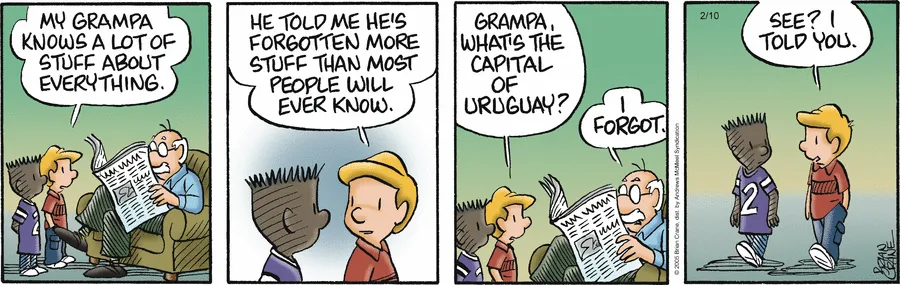 MY GRAMPA
KNOWS A LOT OF
STUFF ABOUT
EVERYTHING.
2
HE TOLD ME HE'S
FORGOTTEN MORE
STUFF THAN MOST
PEOPLE WILL
EVER KNOW.
GRAMPA,
WHAT'S THE
CAPITAL
OF
URUGUAY?
I
FORGOT.
© 2005 Brian Crane, dist. by Andrews McMeel Syndication
2/10
SEE? I
TOLD YOU.
2
BRIAN
CRANE